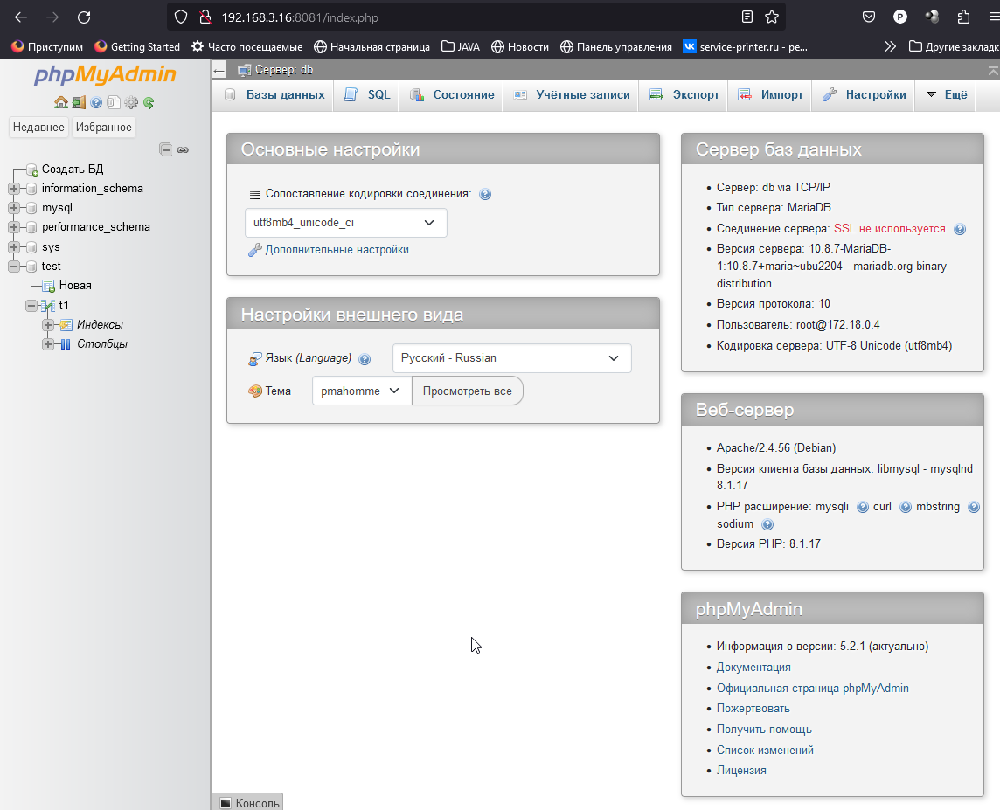 192.168.3.16:8081/index.php
Приступим
Getting Started
Часто посещаемые
Начальная страница
JAVA
Новости
Панель управления
service-printer.ru - ре...
Другие закладк
phpMyAdmin
Недавнее
Избранное
Создать БД
information_schema
mysql
performance_schema
sys
test
Новая
t1
Индексы
Столбцы
Сервер: db
Базы данных
SQL
Состояние
Учётные записи
Экспорт
Импорт
Настройки
Ещё
Основные настройки
Сопоставление кодировки соединения:
utf8mb4_unicode_ci
Дополнительные настройки
Настройки внешнего вида
Язык (Language)
Русский - Russian
Тема
pmahomme
Просмотреть все
Сервер баз данных
Сервер: db via TCP/IP
Тип сервера: MariaDB
Соединение сервера: SSL не используется
Версия сервера: 10.8.7-MariaDB-
1:10.8.7+maria~ubu2204 - mariadb.org binary
distribution
Версия протокола: 10
Пользователь: root@172.18.0.4
Кодировка сервера: UTF-8 Unicode (utf8mb4)
Веб-сервер
Apache/2.4.56 (Debian)
Версия клиента базы данных: libmysql - mysqlnd
8.1.17
PHP расширение: mysqli curl mbstring
sodium
Версия PHP: 8.1.17
phpMyAdmin
Информация о версии: 5.2.1 (актуально)
Документация
Официальная страница phpMyAdmin
Пожертвовать
Получить помощь
Список изменений
Лицензия
Консоль